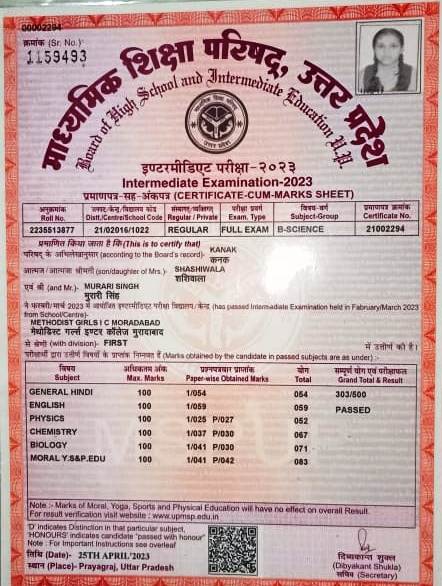 00002294
क्रमांक (Sr. No.)
1159493
माध्यमिक शिक्षा परिषद्, उत्तर प्रदेश
Board of High School and Intermediate Education U.P.
इण्टरमीडिएट परीक्षा-२०२३
Intermediate Examination-2023
प्रमाणपत्र-सह-अंकपत्र (CERTIFICATE-CUM-MARKS SHEET)
अनुक्रमांक जनपद-केन्द्र/विद्यालय कोड संस्थागत/व्यक्तिगत परीक्षा प्रकार विषय-वर्ग प्रमाणपत्र क्रमांक
Roll No. Distt./Centre/School Code Regular / Private Exam. Type Subject-Group Certificate No.
2235513877 21/02016/1022 REGULAR FULL EXAM B-SCIENCE 21002294
प्रमाणित किया जाता है कि (This is to certify that)
परिषद् के अभिलेखानुसार (according to the Board's record)- KANAK
कनक
आत्मज / आत्मजा श्रीमती (son/daughter of Mrs.)- SHASHIWALA
शशिवाला
एवं श्री (and Mr.)- MURARI SINGH
मुरारी सिंह
ने फरवरी/मार्च 2023 में आयोजित इण्टरमीडिएट परीक्षा विद्यालय/केन्द्र (has passed Intermediate Examination held in February/March 2023
from School/Centre)-
METHODIST GIRLS I C MORADABAD
मेथोडिस्ट गर्ल्स इण्टर कॉलेज मुरादाबाद
से श्रेणी (with division)- FIRST में उत्तीर्ण की है।
परीक्षार्थी द्वारा उत्तीर्ण विषयों के प्राप्तांक निम्नवत हैं (Marks obtained by the candidate in passed subjects are as under) :-
विषय अधिकतम अंक प्रश्नपत्रवार प्राप्तांक योग सम्पूर्ण योग एवं परीक्षाफल
Subject Max. Marks Paper-wise Obtained Marks Total Grand Total & Result
GENERAL HINDI 100 1/054 054 303/500
ENGLISH 100 1/059 059 PASSED
PHYSICS 100 1/025 P/027 052
CHEMISTRY 100 1/037 P/030 067
BIOLOGY 100 1/041 P/030 071
MORAL Y.S&P.EDU 100 1/041 P/042 083
Note :- Marks of Moral, Yoga, Sports and Physical Education will have no effect on overall Result.
For result verification visit website : www.upmsp.edu.in
'D' indicates Distinction in that particular subject,
'HONOURS' indicates candidate "passed with honour"
Note : For Important Instructions see overleaf
तिथि (Date)- 25TH APRIL/2023
स्थान (Place)- Prayagraj, Uttar Pradesh
दिव्यकान्त शुक्ल
(Dibyakant Shukla)
सचिव (Secretary)